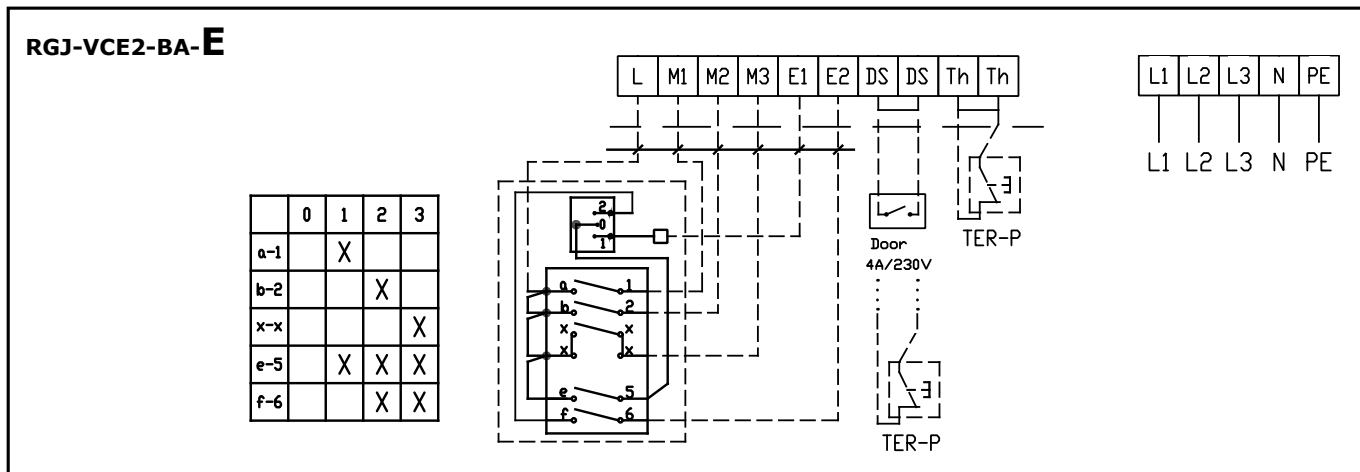 RGJ-VCE2-BA-E
L M1 M2 M3 E1 E2 DS DS Th Th
L1 L2 L3 N PE
L1 L2 L3 N PE
0 1 2 3
a-1 X
b-2 X
x-x X
e-5 X X X
f-6 X X
2
0
1
a 1
b 2
x x
x x
e 5
f 6
Door
4A/230V
TER-P
TER-P